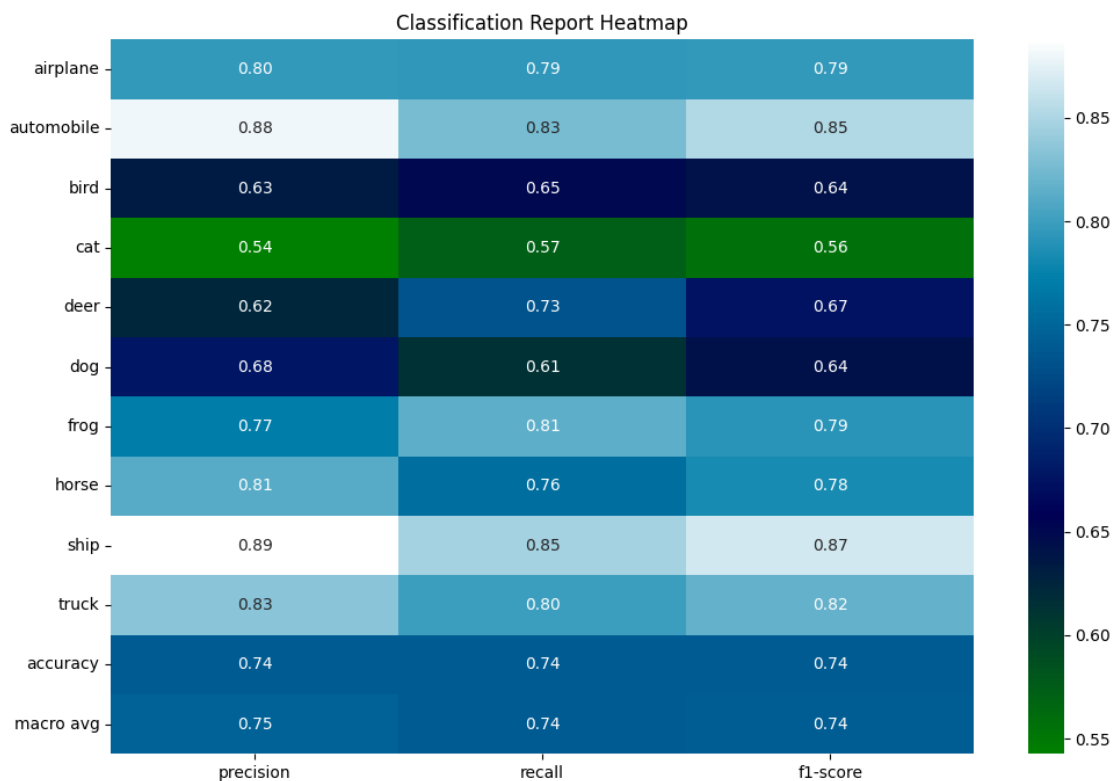 Classification Report Heatmap
airplane 0.80 0.79 0.79
automobile 0.88 0.83 0.85
bird 0.63 0.65 0.64
cat 0.54 0.57 0.56
deer 0.62 0.73 0.67
dog 0.68 0.61 0.64
frog 0.77 0.81 0.79
horse 0.81 0.76 0.78
ship 0.89 0.85 0.87
truck 0.83 0.80 0.82
accuracy 0.74 0.74 0.74
macro avg 0.75 0.74 0.74
precision recall f1-score
0.85
0.80
0.75
0.70
0.65
0.60
0.55